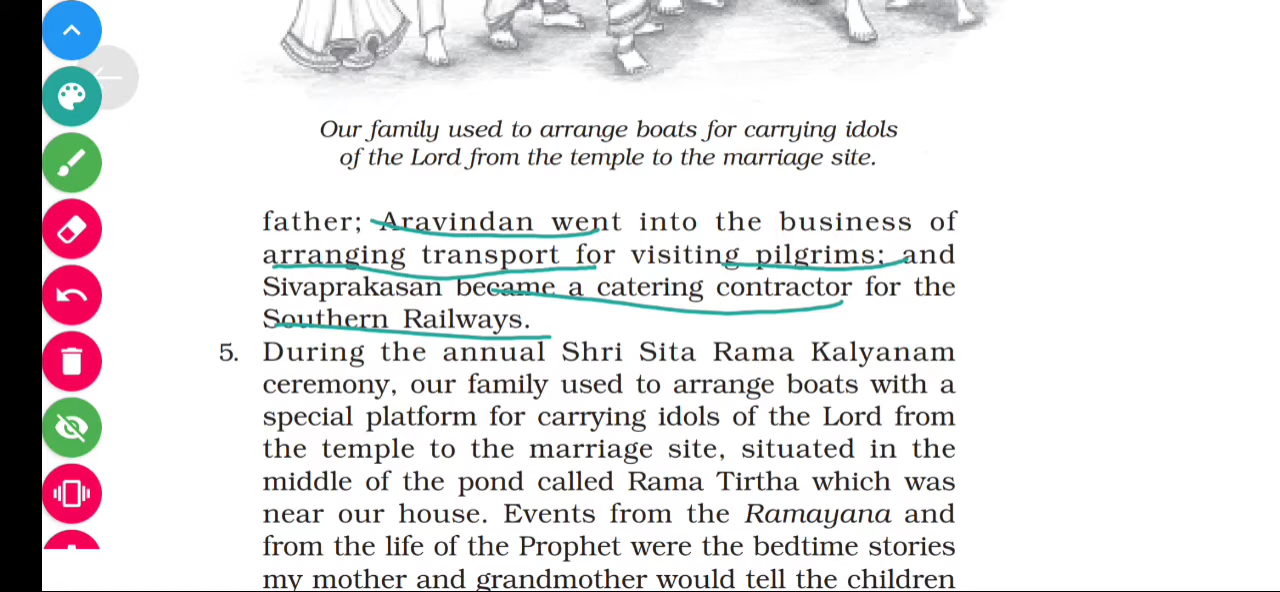 Our family used to arrange boats for carrying idols
of the Lord from the temple to the marriage site.
father; Aravindan went into the business of
arranging transport for visiting pilgrims; and
Sivaprakasan became a catering contractor for the
Southern Railways.
5. During the annual Shri Sita Rama Kalyanam
ceremony, our family used to arrange boats with a
special platform for carrying idols of the Lord from
the temple to the marriage site, situated in the
middle of the pond called Rama Tirtha which was
near our house. Events from the Ramayana and
from the life of the Prophet were the bedtime stories
my mother and grandmother would tell the children